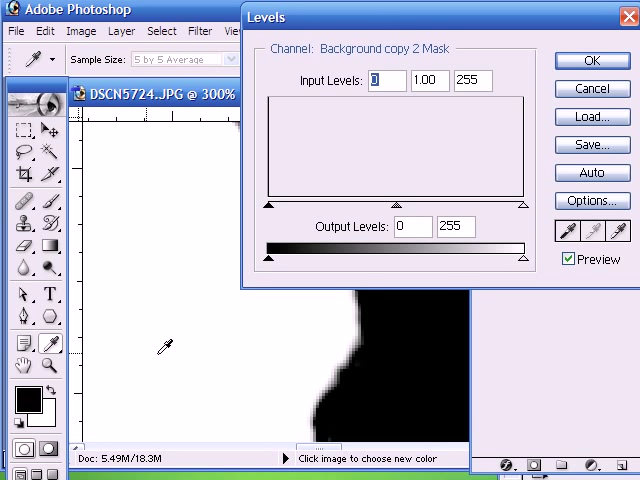 Adobe Photoshop
File Edit Image Layer Select Filter
Sample Size: 5 by 5 Average
DSCN5724.JPG @ 300%
Levels
Channel: Background copy 2 Mask
Input Levels: 0 1.00 255
Output Levels: 0 255
OK
Cancel
Load...
Save...
Auto
Options...
Preview
Doc: 5.49M/18.3M
Click image to choose new color